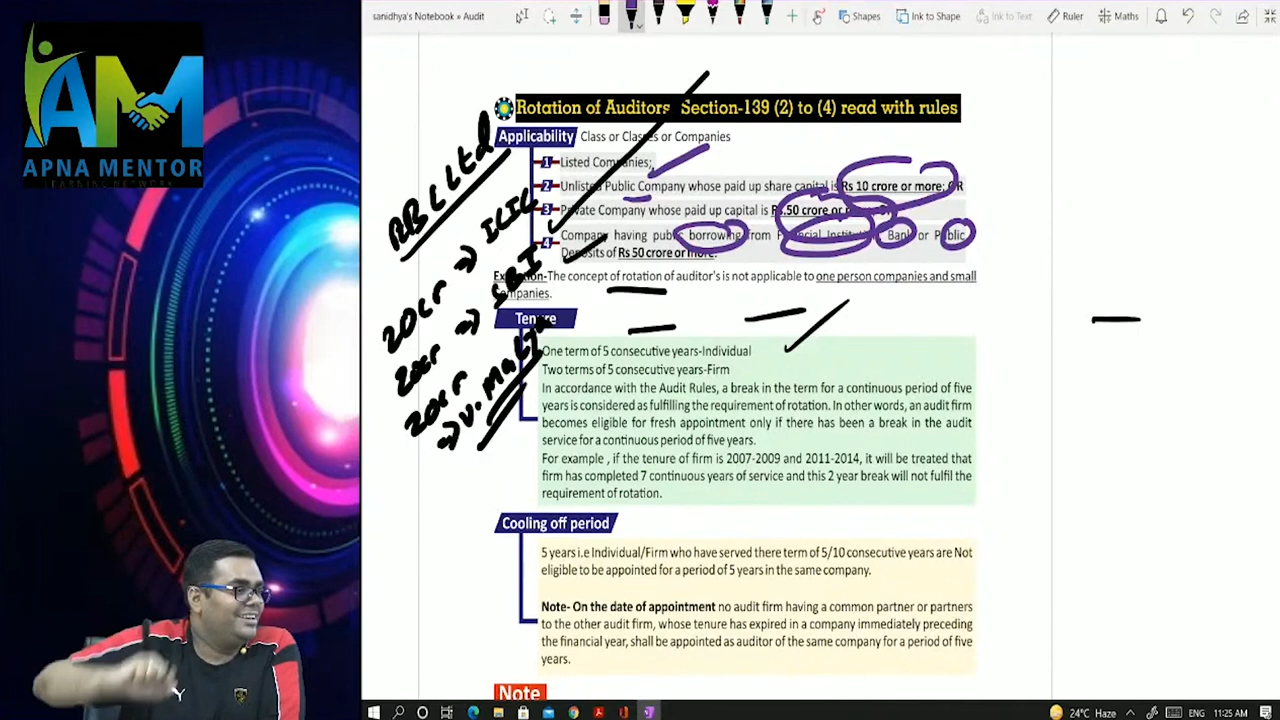 sanidhya's Notebook » Audit
Shapes
Ink to Shape
Ink to Text
Ruler
Maths
AM
APNA MENTOR
LEARNING NETWORK
Rotation of Auditors Section-139 (2) to (4) read with rules
Applicability Class or Classes or Companies
1 Listed Companies;
2 Unlisted Public Company whose paid up share capital is Rs 10 crore or more; OR
3 Private Company whose paid up capital is Rs.50 crore or
4 Company having public borrowing from Financial Institution, Bank or Public
Deposits of Rs 50 crore or more.
Exception-The concept of rotation of auditor's is not applicable to one person companies and small
companies.
Tenure
One term of 5 consecutive years-Individual
Two terms of 5 consecutive years-Firm
In accordance with the Audit Rules, a break in the term for a continuous period of five
years is considered as fulfilling the requirement of rotation. In other words, an audit firm
becomes eligible for fresh appointment only if there has been a break in the audit
service for a continuous period of five years.
For example , if the tenure of firm is 2007-2009 and 2011-2014, it will be treated that
firm has completed 7 continuous years of service and this 2 year break will not fulfil the
requirement of rotation.
Cooling off period
5 years i.e Individual/Firm who have served there term of 5/10 consecutive years are Not
eligible to be appointed for a period of 5 years in the same company.
Note- On the date of appointment no audit firm having a common partner or partners
to the other audit firm, whose tenure has expired in a company immediately preceding
the financial year, shall be appointed as auditor of the same company for a period of five
years.
Note
Ltd
20cr ⇒ ICIC
20cr ⇒ SBI
20cr
⇒ V. Malya
24°C Haze
ENG
11:25 AM